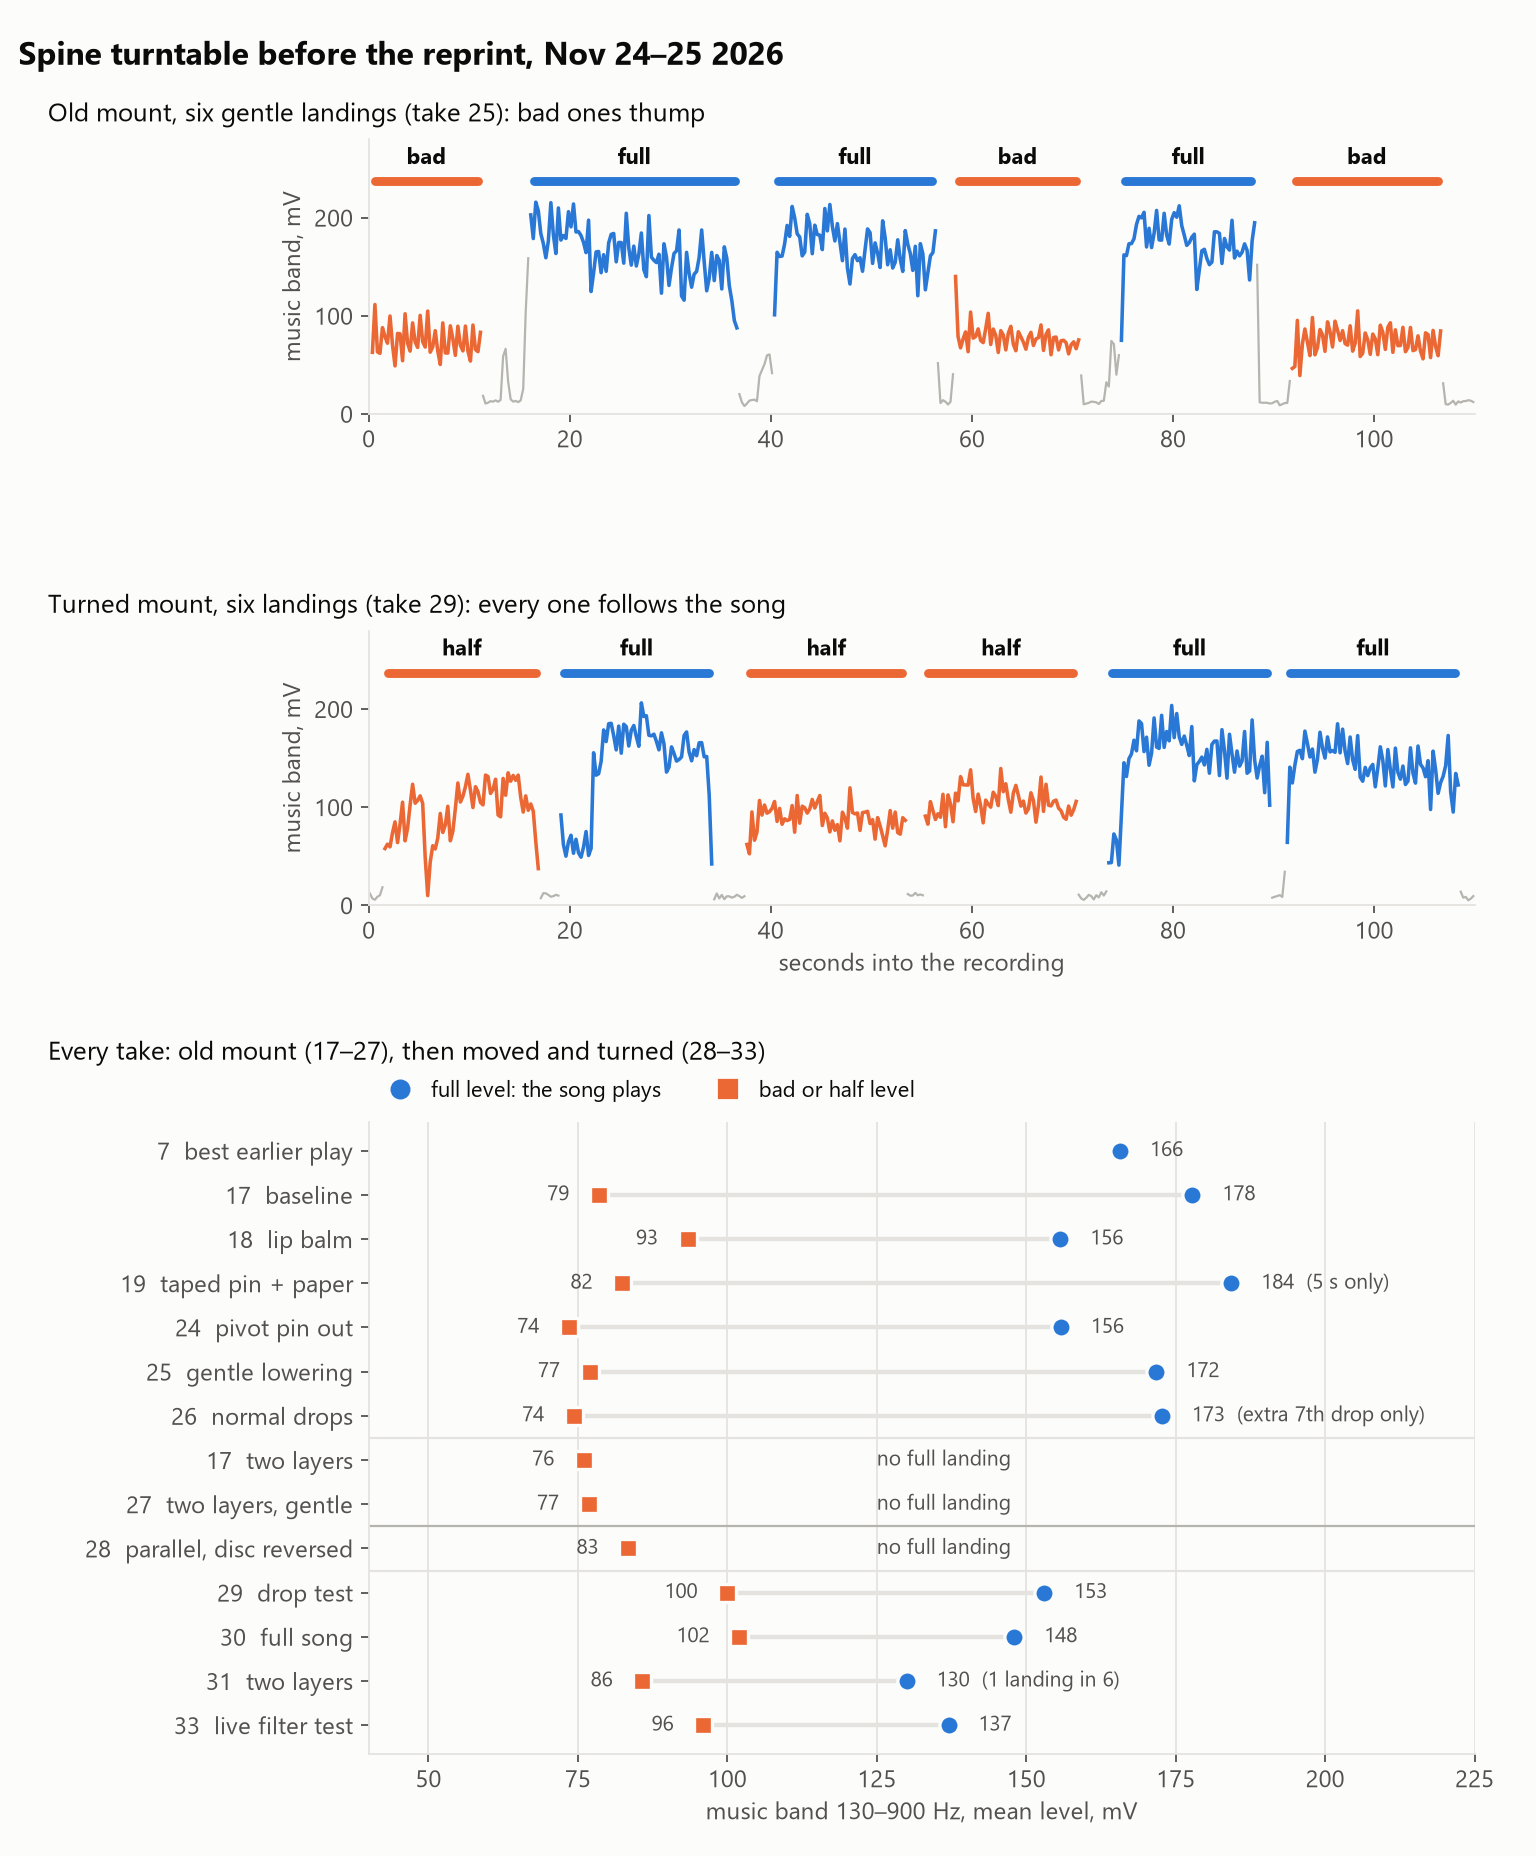 Spine turntable before the reprint, Nov 24–25 2026
Old mount, six gentle landings (take 25): bad ones thump
bad full full bad full bad
music band, mV
200
100
0
0 20 40 60 80 100
Turned mount, six landings (take 29): every one follows the song
half full half half full full
music band, mV
200
100
0
0 20 40 60 80 100
seconds into the recording
Every take: old mount (17–27), then moved and turned (28–33)
full level: the song plays bad or half level
7 best earlier play 166
17 baseline 79 178
18 lip balm 93 156
19 taped pin + paper 82 184 (5 s only)
24 pivot pin out 74 156
25 gentle lowering 77 172
26 normal drops 74 173 (extra 7th drop only)
17 two layers 76 no full landing
27 two layers, gentle 77 no full landing
28 parallel, disc reversed 83 no full landing
29 drop test 100 153
30 full song 102 148
31 two layers 86 130 (1 landing in 6)
33 live filter test 96 137
50 75 100 125 150 175 200 225
music band 130–900 Hz, mean level, mV